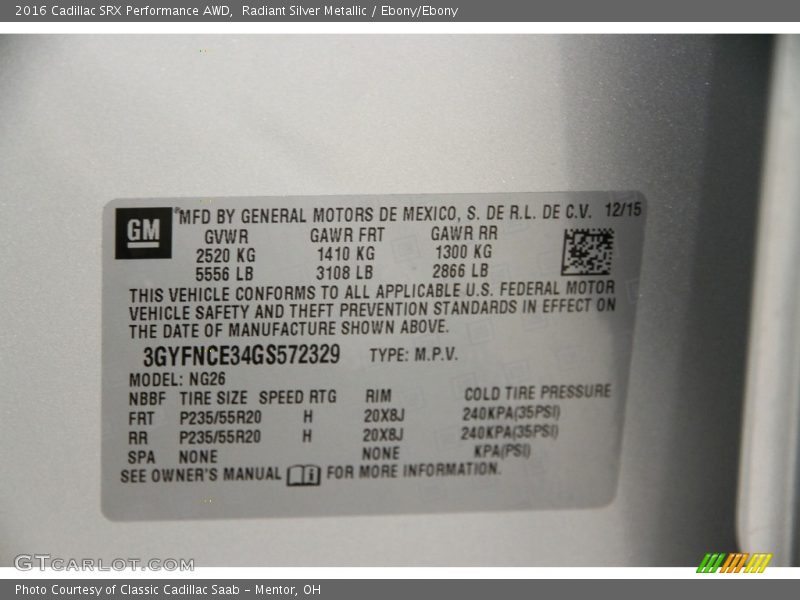 2016 Cadillac SRX Performance AWD,  Radiant Silver Metallic / Ebony/Ebony
GM ® MFD BY GENERAL MOTORS DE MEXICO, S. DE R.L. DE C.V. 12/15
GVWR GAWR FRT GAWR RR
2520 KG 1410 KG 1300 KG
5556 LB 3108 LB 2866 LB
THIS VEHICLE CONFORMS TO ALL APPLICABLE U.S. FEDERAL MOTOR
VEHICLE SAFETY AND THEFT PREVENTION STANDARDS IN EFFECT ON
THE DATE OF MANUFACTURE SHOWN ABOVE.
3GYFNCE34GS572329 TYPE: M.P.V.
MODEL: NG26
NBBF TIRE SIZE SPEED RTG RIM COLD TIRE PRESSURE
FRT P235/55R20 H 20X8J 240KPA(35PSI)
RR P235/55R20 H 20X8J 240KPA(35PSI)
SPA NONE NONE KPA(PSI)
SEE OWNER'S MANUAL i FOR MORE INFORMATION.
GTCARLOT.COM
Photo Courtesy of Classic Cadillac Saab - Mentor, OH